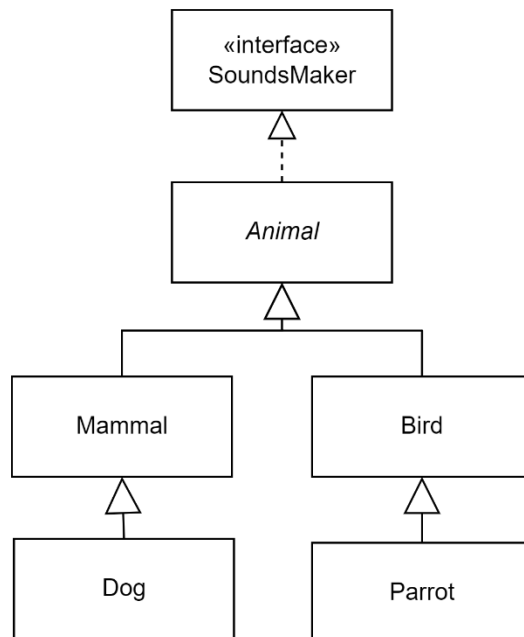 «interface»
SoundsMaker
Animal
Mammal
Bird
Dog
Parrot